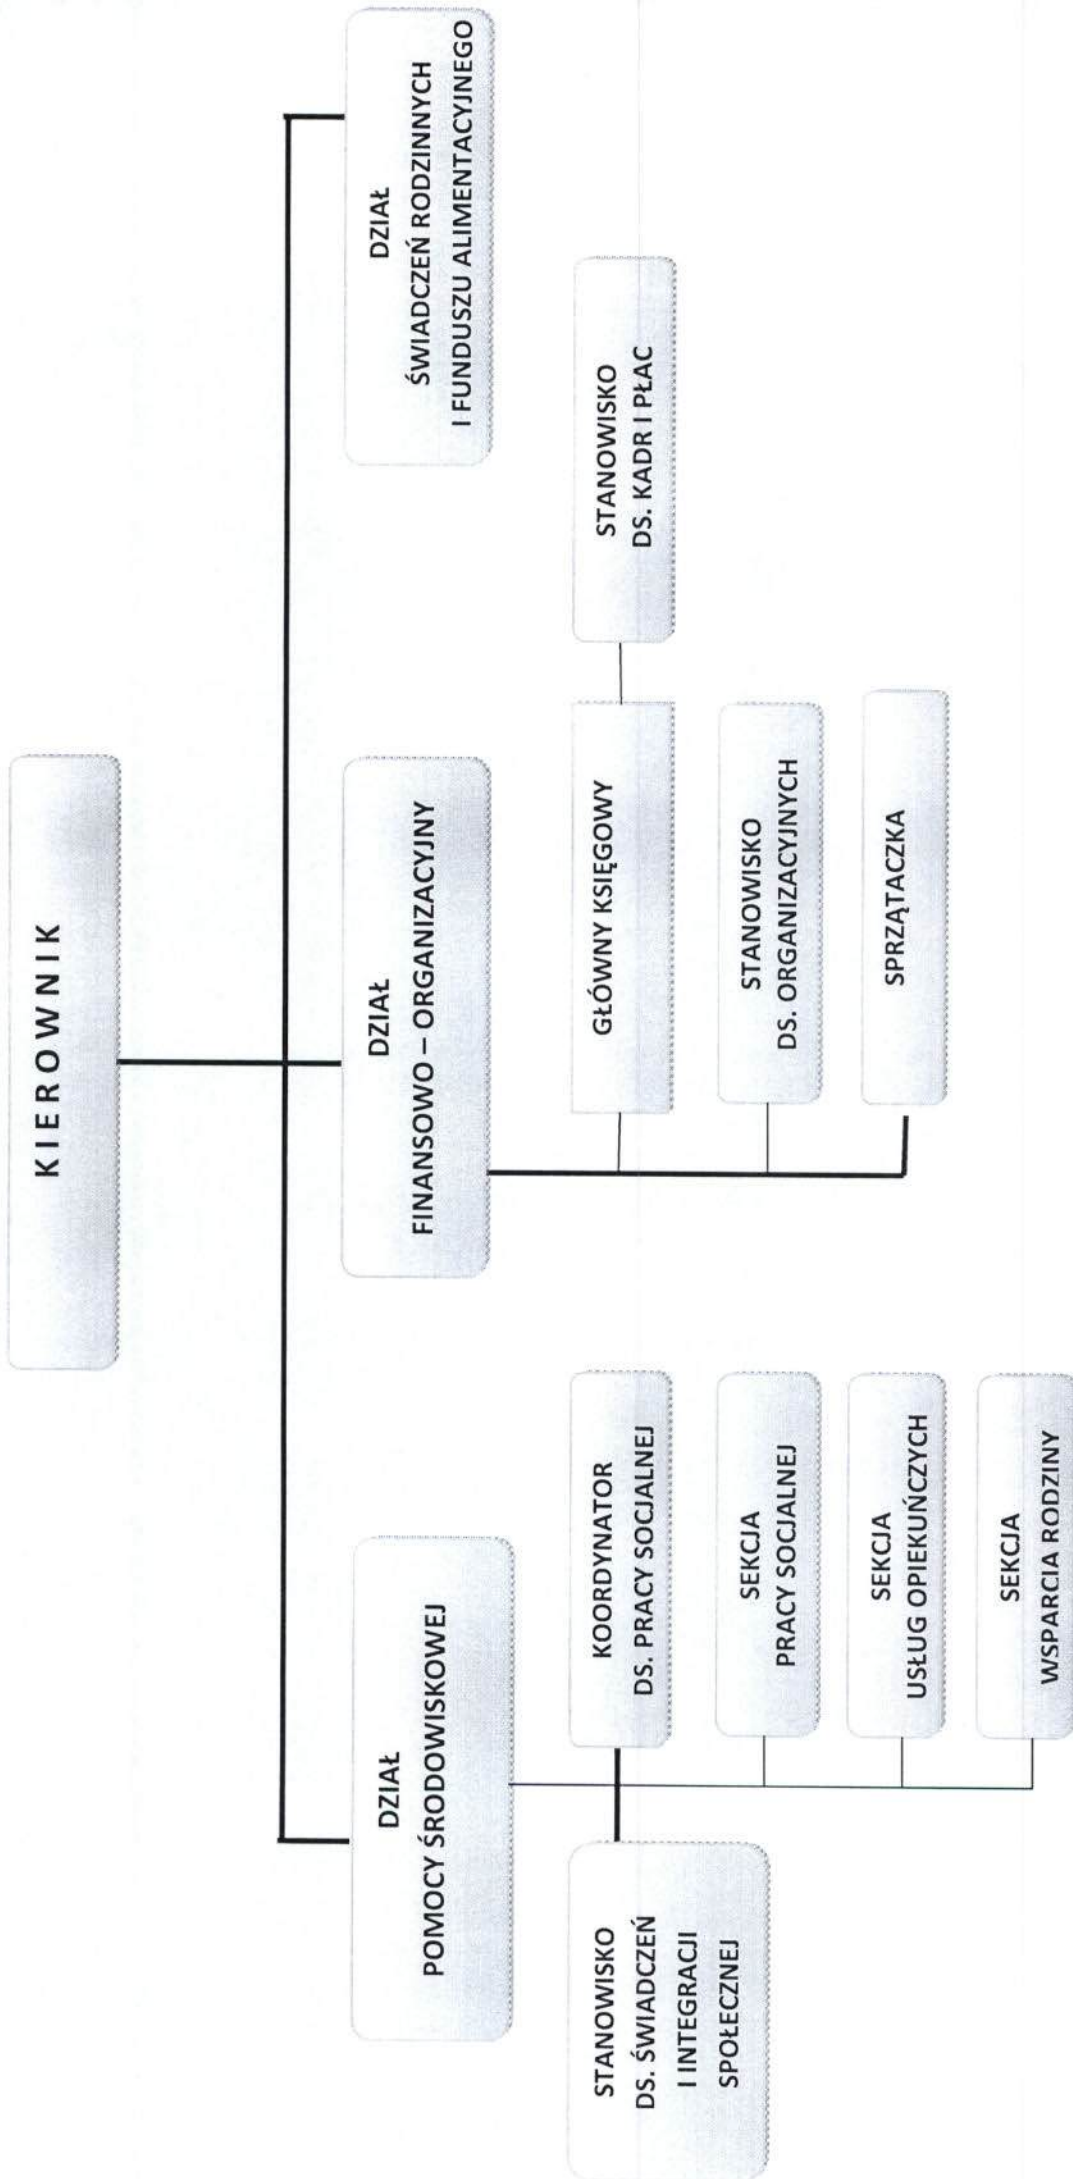 K I E R O W N I K
DZIAŁ
POMOCY ŚRODOWISKOWEJ
DZIAŁ
FINANSOWO – ORGANIZACYJNY
DZIAŁ
ŚWIADCZEŃ RODZINNYCH
I FUNDUSZU ALIMENTACYJNEGO
STANOWISKO
DS. ŚWIADCZEŃ
I INTEGRACJI
SPOŁECZNEJ
KOORDYNATOR
DS. PRACY SOCJALNEJ
SEKCJA
PRACY SOCJALNEJ
SEKCJA
USŁUG OPIEKUŃCZYCH
SEKCJA
WSPARCIA RODZINY
GŁÓWNY KSIĘGOWY
STANOWISKO
DS. KADR I PŁAC
STANOWISKO
DS. ORGANIZACYJNYCH
SPRZĄTACZKA